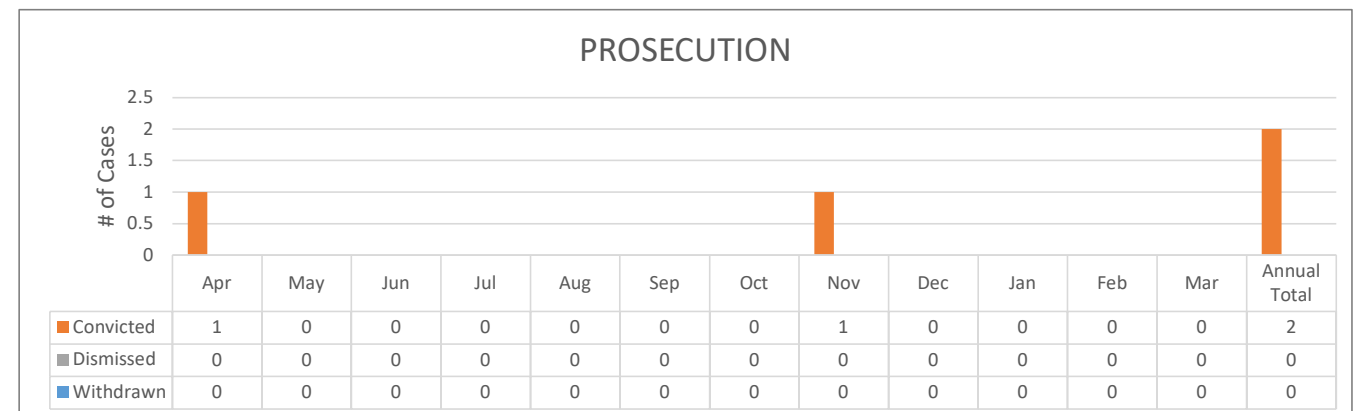 PROSECUTION
# of Cases
2.5
2
1.5
1
0.5
0
Apr May Jun Jul Aug Sep Oct Nov Dec Jan Feb Mar Annual Total
Convicted 1 0 0 0 0 0 0 1 0 0 0 0 2
Dismissed 0 0 0 0 0 0 0 0 0 0 0 0 0
Withdrawn 0 0 0 0 0 0 0 0 0 0 0 0 0